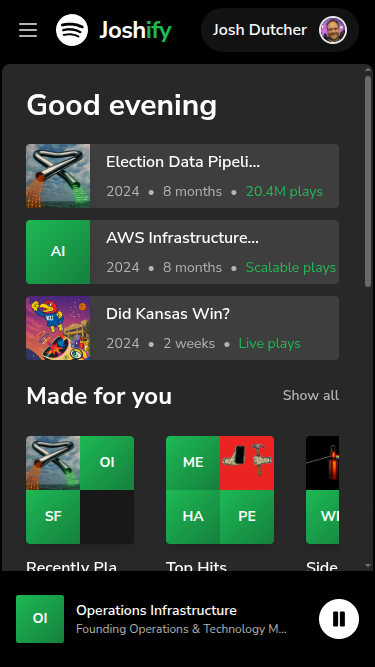 Joshify
Josh Dutcher
Good evening
Election Data Pipeli...
2024 • 8 months • 20.4M plays
AI
AWS Infrastructure...
2024 • 8 months • Scalable plays
Did Kansas Win?
2024 • 2 weeks • Live plays
Made for you
Show all
OI
SF
ME
HA
PE
WI
Recently Pla
Top Hits
Side
OI
Operations Infrastructure
Founding Operations & Technology M...